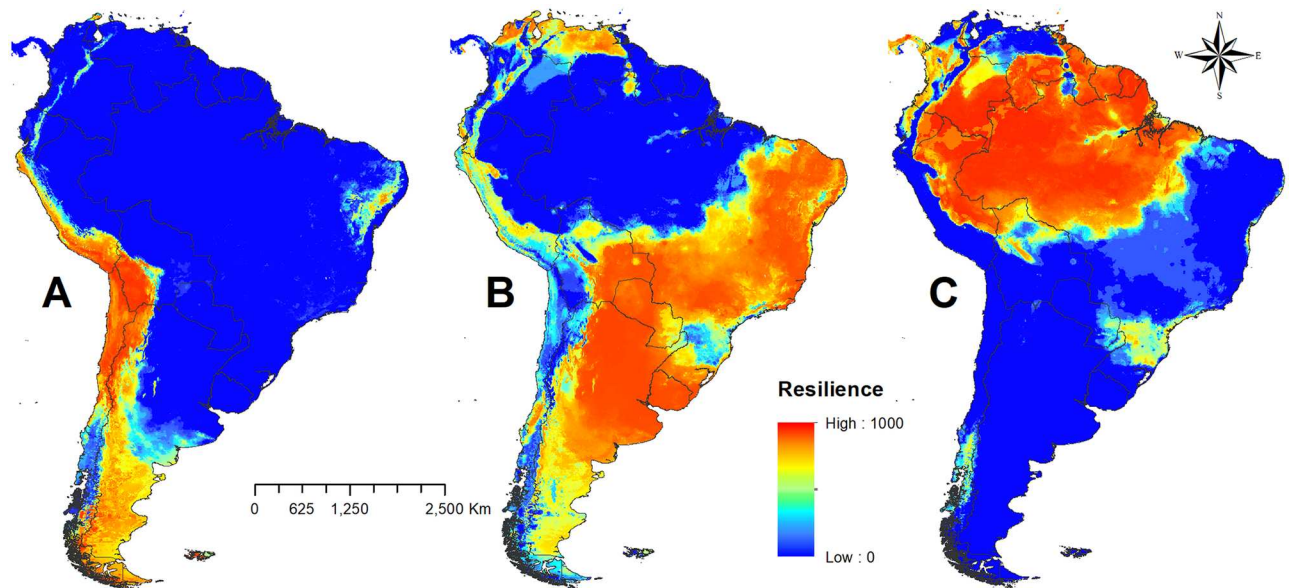 N
W E
S
A
B
C
Resilience
High : 1000
Low : 0
0 625 1,250 2,500 Km